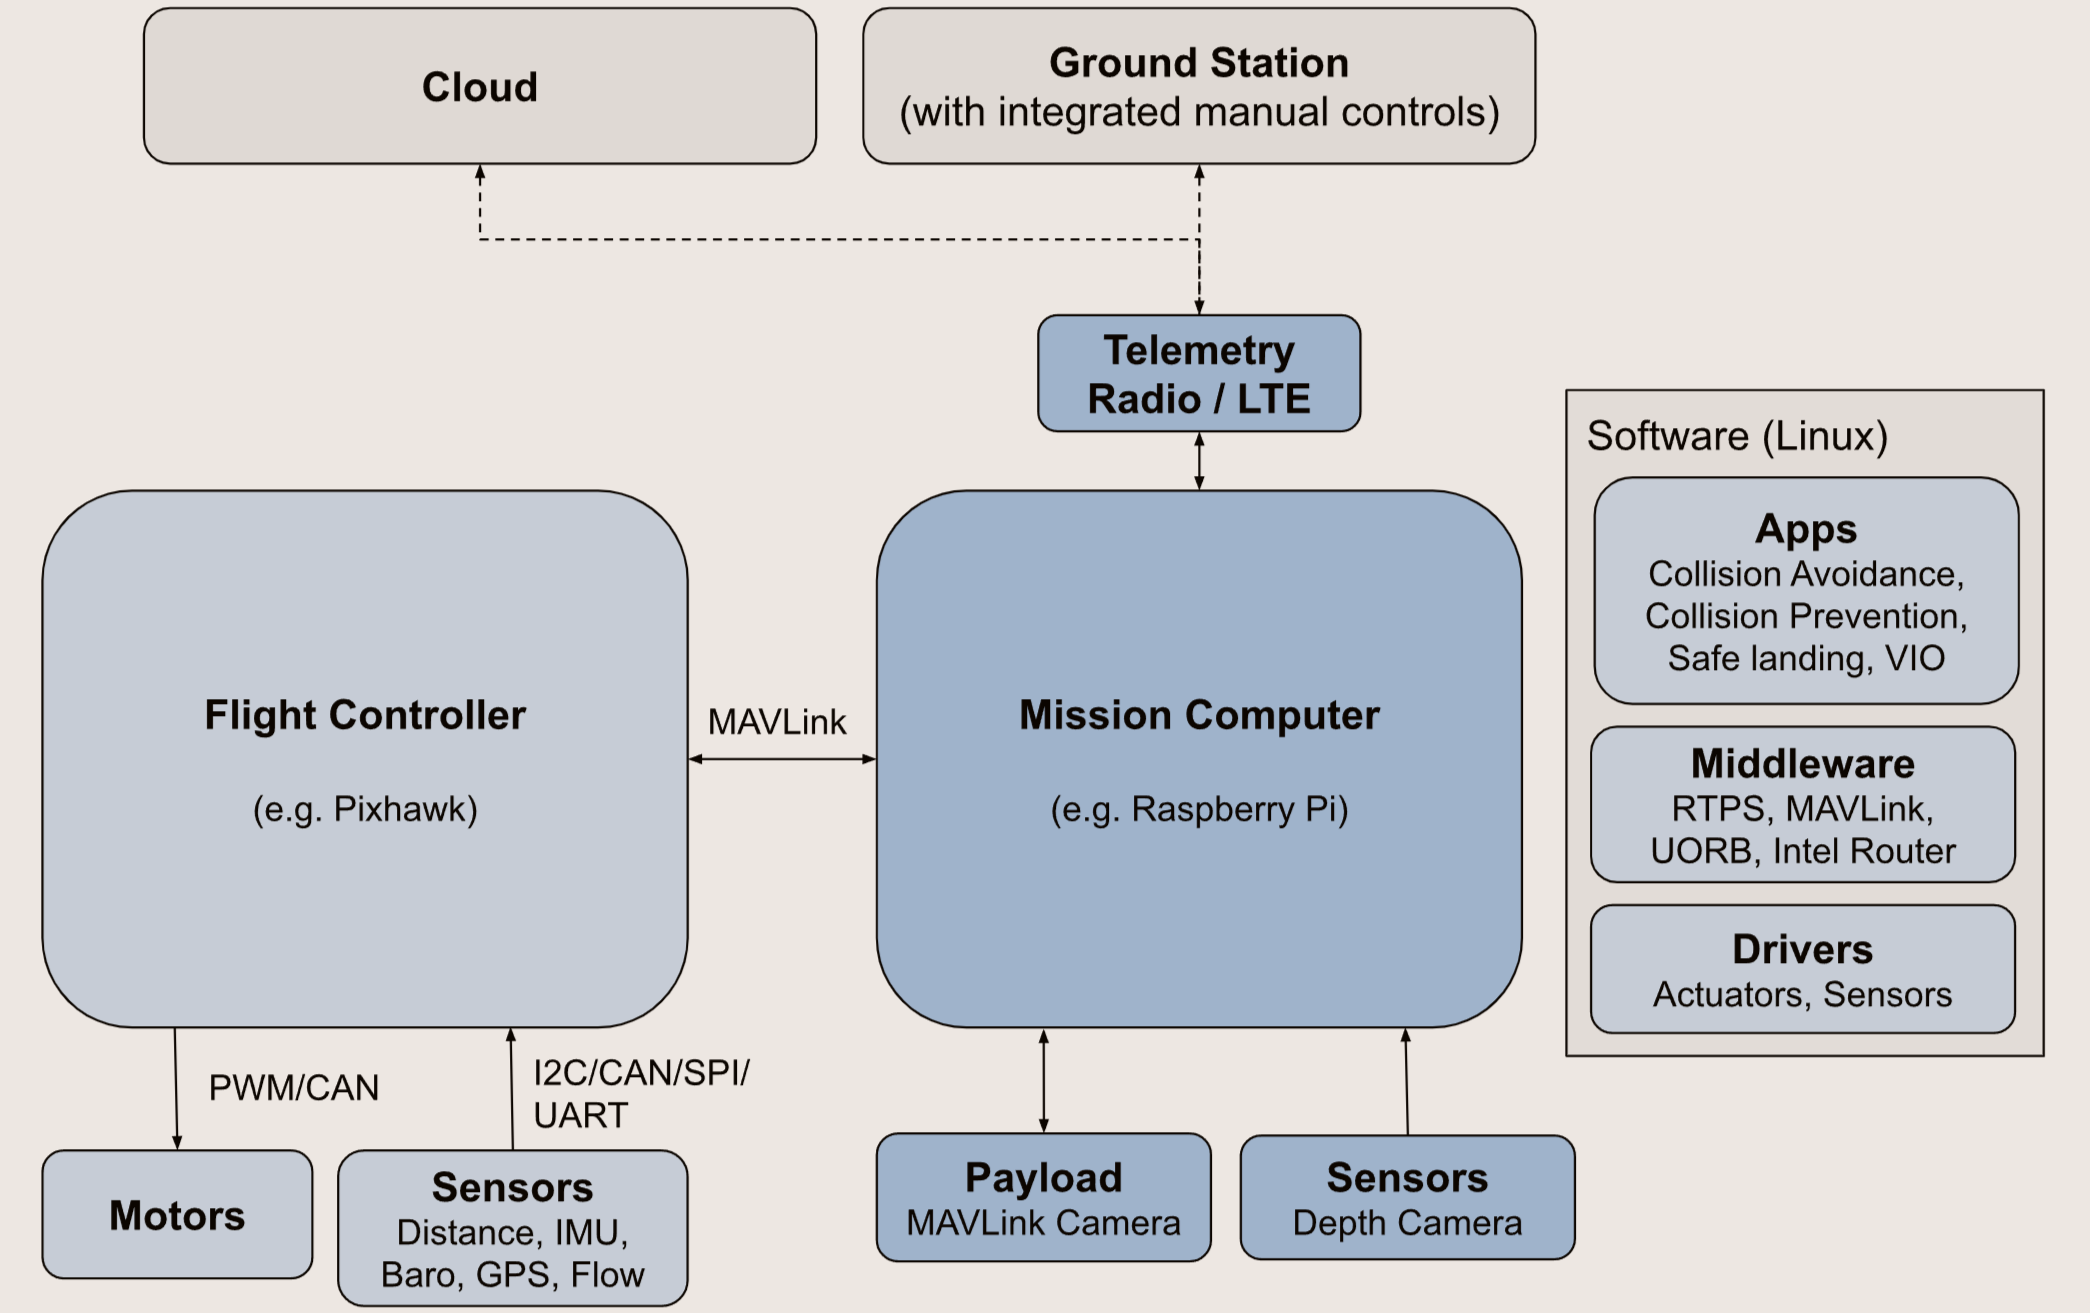 Cloud
Ground Station
(with integrated manual controls)
Telemetry
Radio / LTE
Software (Linux)
Apps
Collision Avoidance,
Collision Prevention,
Safe landing, VIO
Middleware
RTPS, MAVLink,
UORB, Intel Router
Drivers
Actuators, Sensors
Flight Controller
(e.g. Pixhawk)
MAVLink
Mission Computer
(e.g. Raspberry Pi)
PWM/CAN
I2C/CAN/SPI/
UART
Motors
Sensors
Distance, IMU,
Baro, GPS, Flow
Payload
MAVLink Camera
Sensors
Depth Camera